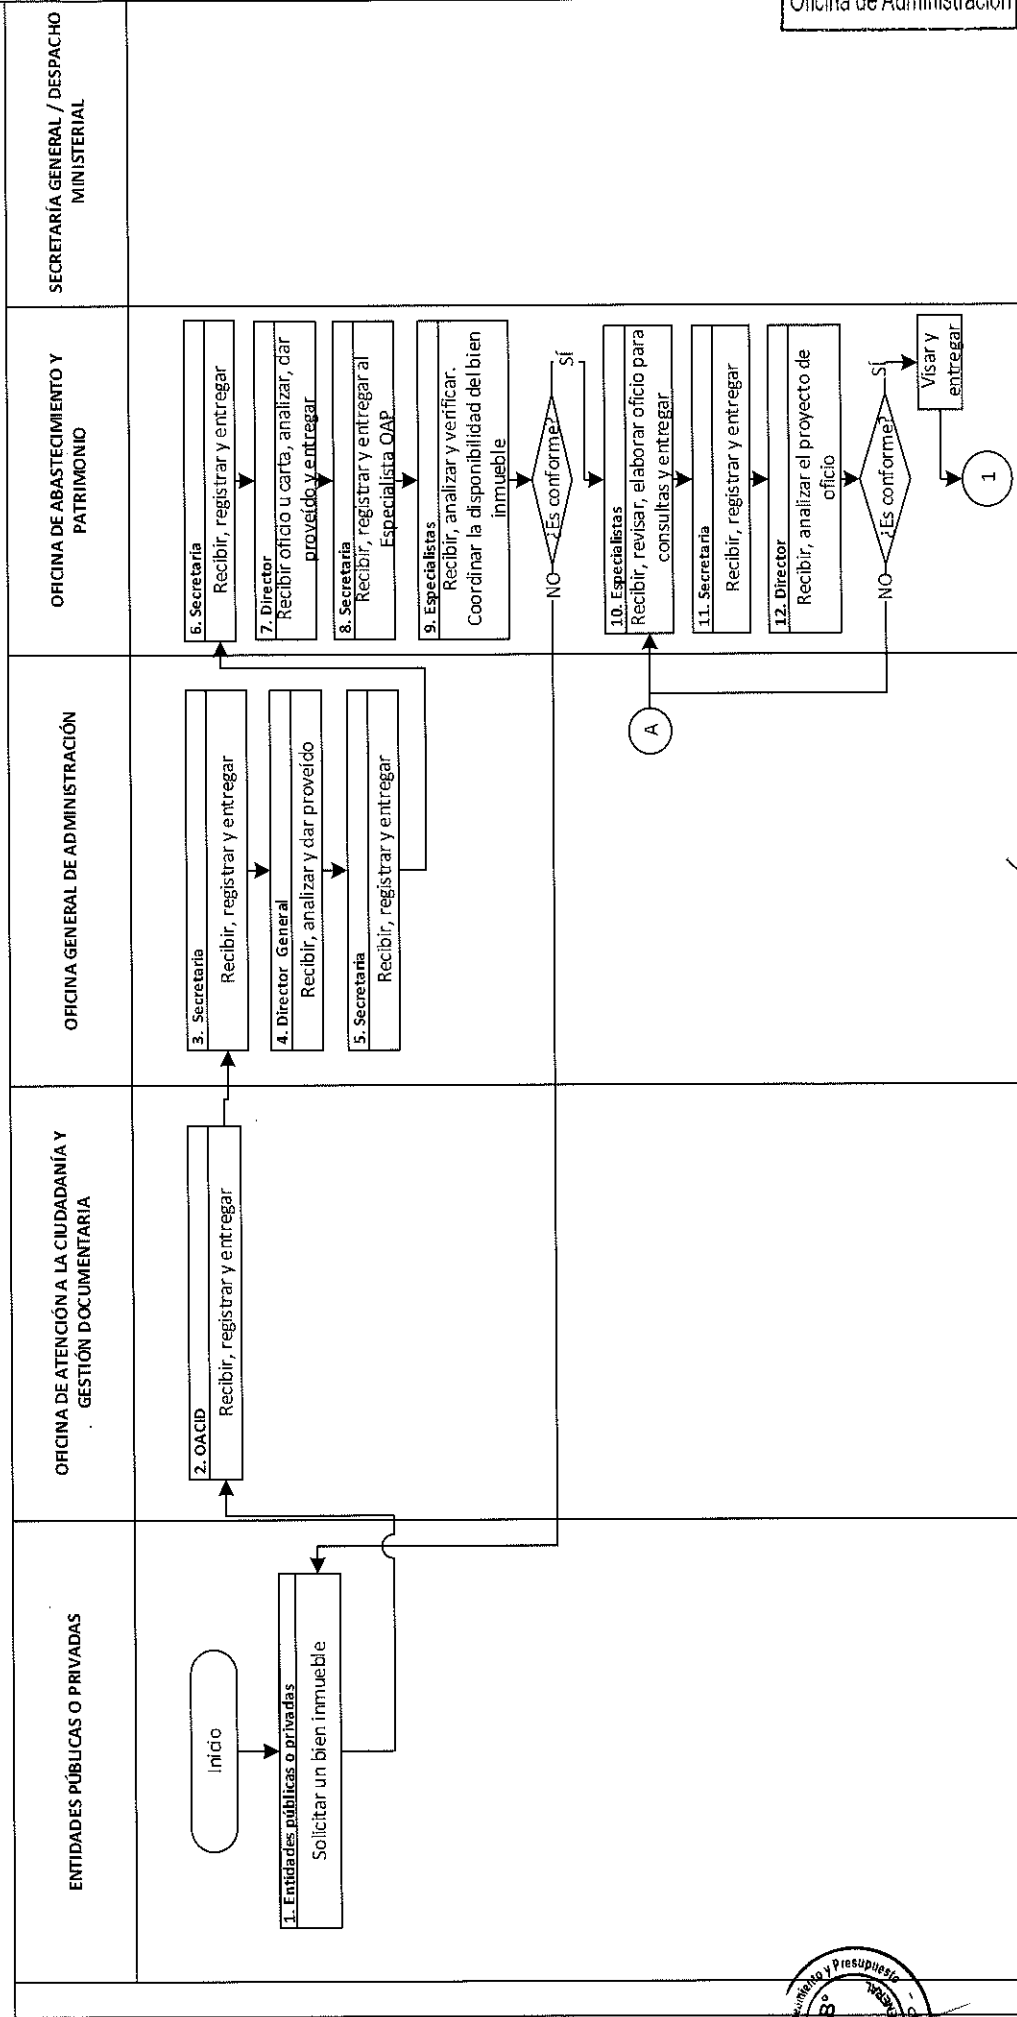 Oficina de Administración
ENTIDADES PÚBLICAS O PRIVADAS
OFICINA DE ATENCIÓN A LA CIUDADANÍA Y
GESTIÓN DOCUMENTARIA
OFICINA GENERAL DE ADMINISTRACIÓN
OFICINA DE ABASTECIMIENTO Y
PATRIMONIO
SECRETARÍA GENERAL / DESPACHO
MINISTERIAL
Inicio
1. Entidades públicas o privadas
Solicitar un bien inmueble
2. OACID
Recibir, registrar y entregar
3. Secretaria
Recibir, registrar y entregar
4. Director General
Recibir, analizar y dar proveído
5. Secretaria
Recibir, registrar y entregar
6. Secretaria
Recibir, registrar y entregar
7. Director
Recibir oficio u carta, analizar, dar
proveído y entregar
8. Secretaria
Recibir, registrar y entregar al
Especialista OAP
9. Especialistas
Recibir, analizar y verificar.
Coordinar la disponibilidad del bien
inmueble
¿Es conforme?
NO
SÍ
10. Especialistas
Recibir, revisar, elaborar oficio para
consultas y entregar
A
11. Secretaria
Recibir, registrar y entregar
12. Director
Recibir, analizar el proyecto de
oficio
¿Es conforme?
NO
SÍ
Visar y
entregar
1
y Presupuesto